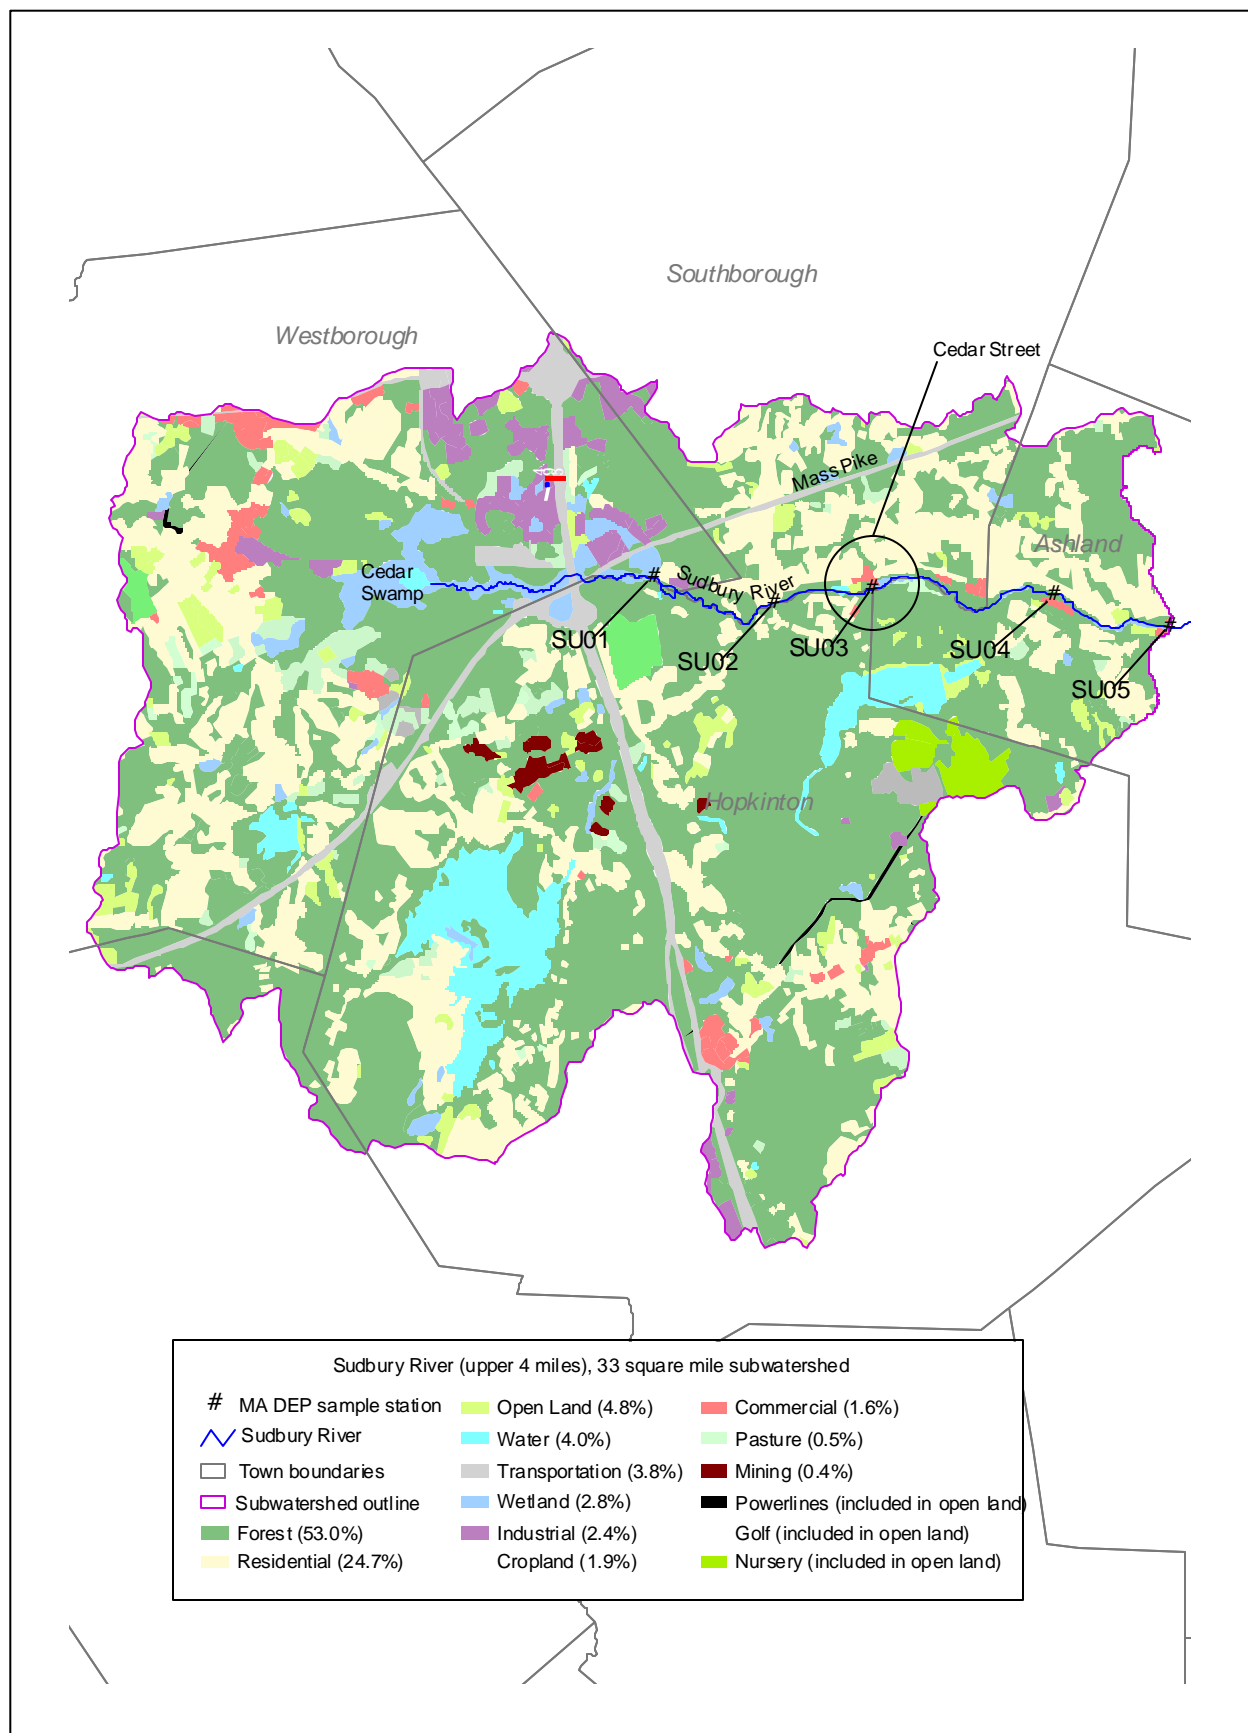 Southborough
Westborough
Cedar Street
Mass Pike
Ashland
Cedar
Swamp
Sudbury River
SU01
SU02
SU03
SU04
SU05
Hopkinton
#
#
#
#
#
Sudbury River (upper 4 miles), 33 square mile subwatershed
# MA DEP sample station
Sudbury River
Town boundaries
Subwatershed outline
Forest (53.0%)
Residential (24.7%)
Open Land (4.8%)
Water (4.0%)
Transportation (3.8%)
Wetland (2.8%)
Industrial (2.4%)
Cropland (1.9%)
Commercial (1.6%)
Pasture (0.5%)
Mining (0.4%)
Powerlines (included in open land)
Golf (included in open land)
Nursery (included in open land)